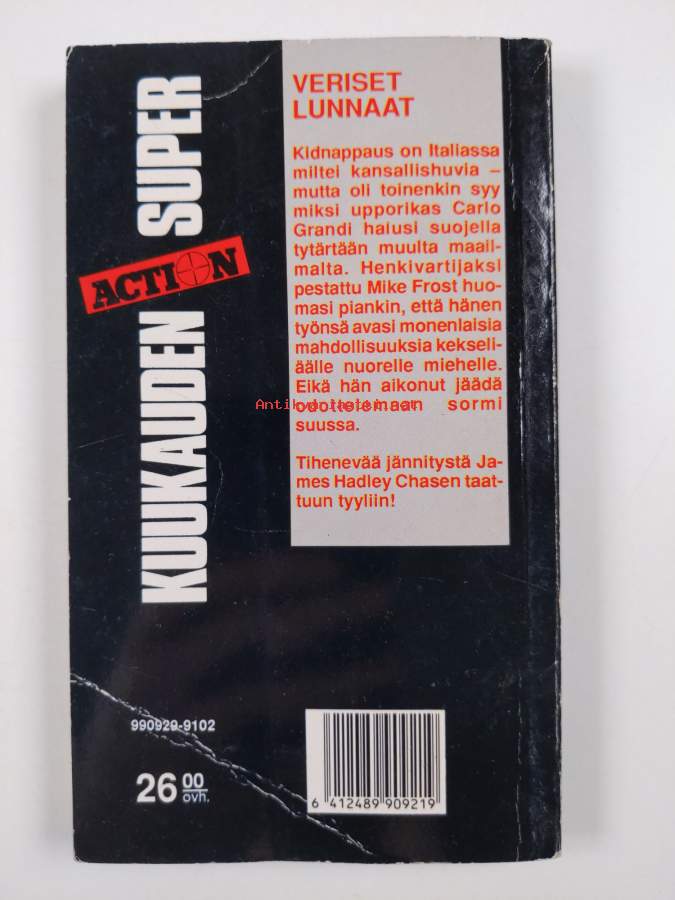 KUUKAUDEN SUPER
ACTION
VERISET
LUNNAAT
Kidnappaus on Italiassa
miltei kansallishuvia –
mutta oli toinenkin syy
miksi upporikas Carlo
Grandi halusi suojella
tytärtään muulta maail-
malta. Henkivartijaksi
pestattu Mike Frost huo-
masi piankin, että hänen
työnsä avasi monenlaisia
mahdollisuuksia kekseli-
äälle nuorelle miehelle.
Eikä hän aikonut jäädä
odottelemaan sormi
suussa.
Tihenevää jännitystä Ja-
mes Hadley Chasen taat-
tuun tyyliin!
990929-9102
26 00
ovh.
6 412489 909219